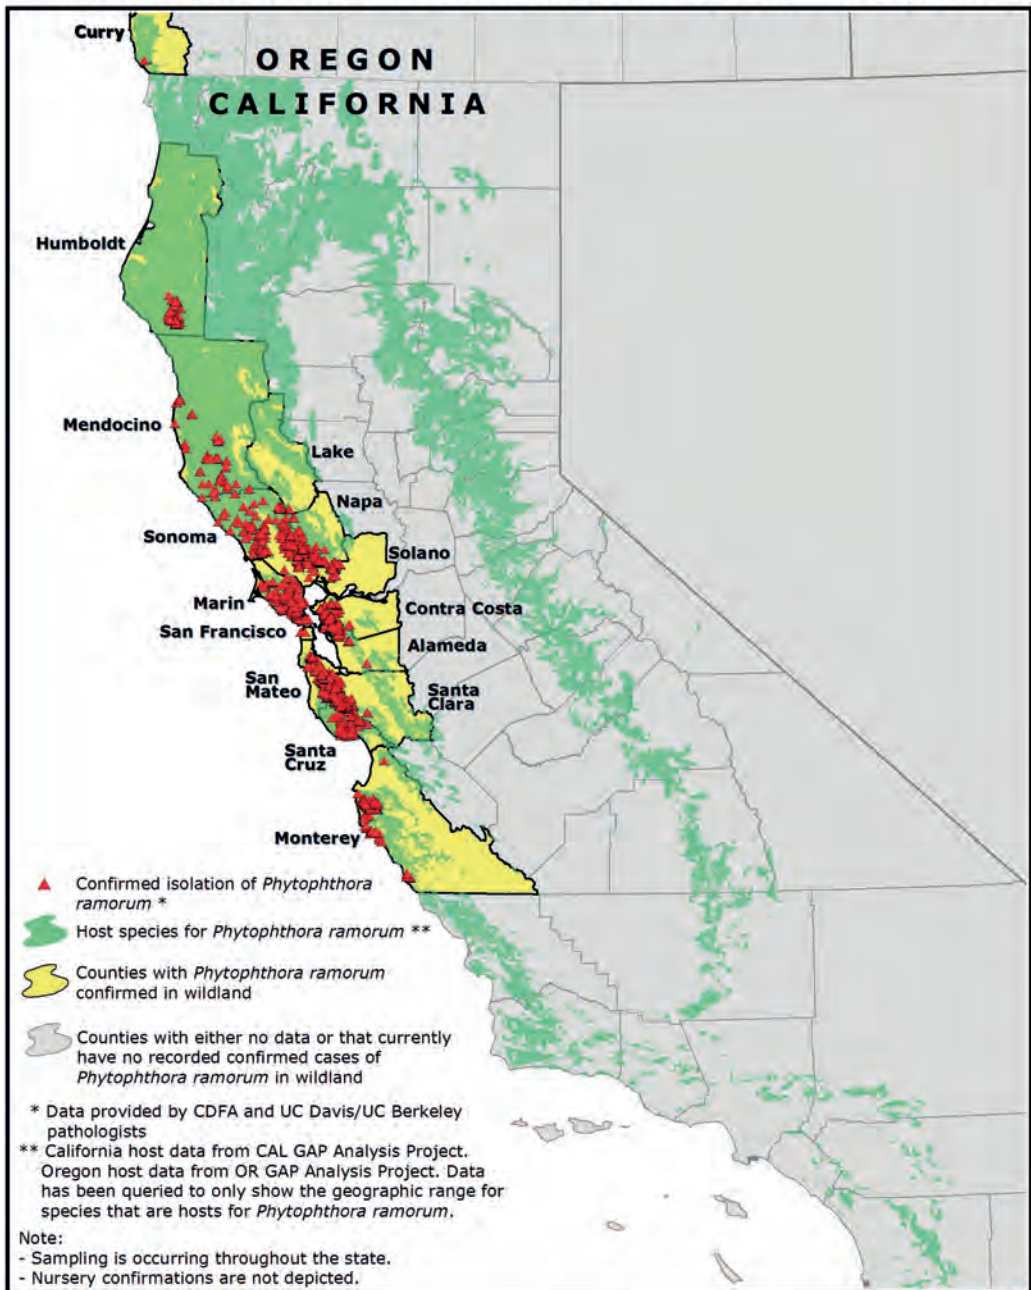 Curry
OREGON
CALIFORNIA
Humboldt
Mendocino
Lake
Napa
Sonoma
Solano
Marin
Contra Costa
San Francisco
Alameda
San
Mateo
Santa
Clara
Santa
Cruz
Monterey
Confirmed isolation of Phytophthora
ramorum *
Host species for Phytophthora ramorum **
Counties with Phytophthora ramorum
confirmed in wildland
Counties with either no data or that currently
have no recorded confirmed cases of
Phytophthora ramorum in wildland
* Data provided by CDFA and UC Davis/UC Berkeley
pathologists
** California host data from CAL GAP Analysis Project.
Oregon host data from OR GAP Analysis Project. Data
has been queried to only show the geographic range for
species that are hosts for Phytophthora ramorum.
Note:
- Sampling is occurring throughout the state.
- Nursery confirmations are not depicted.